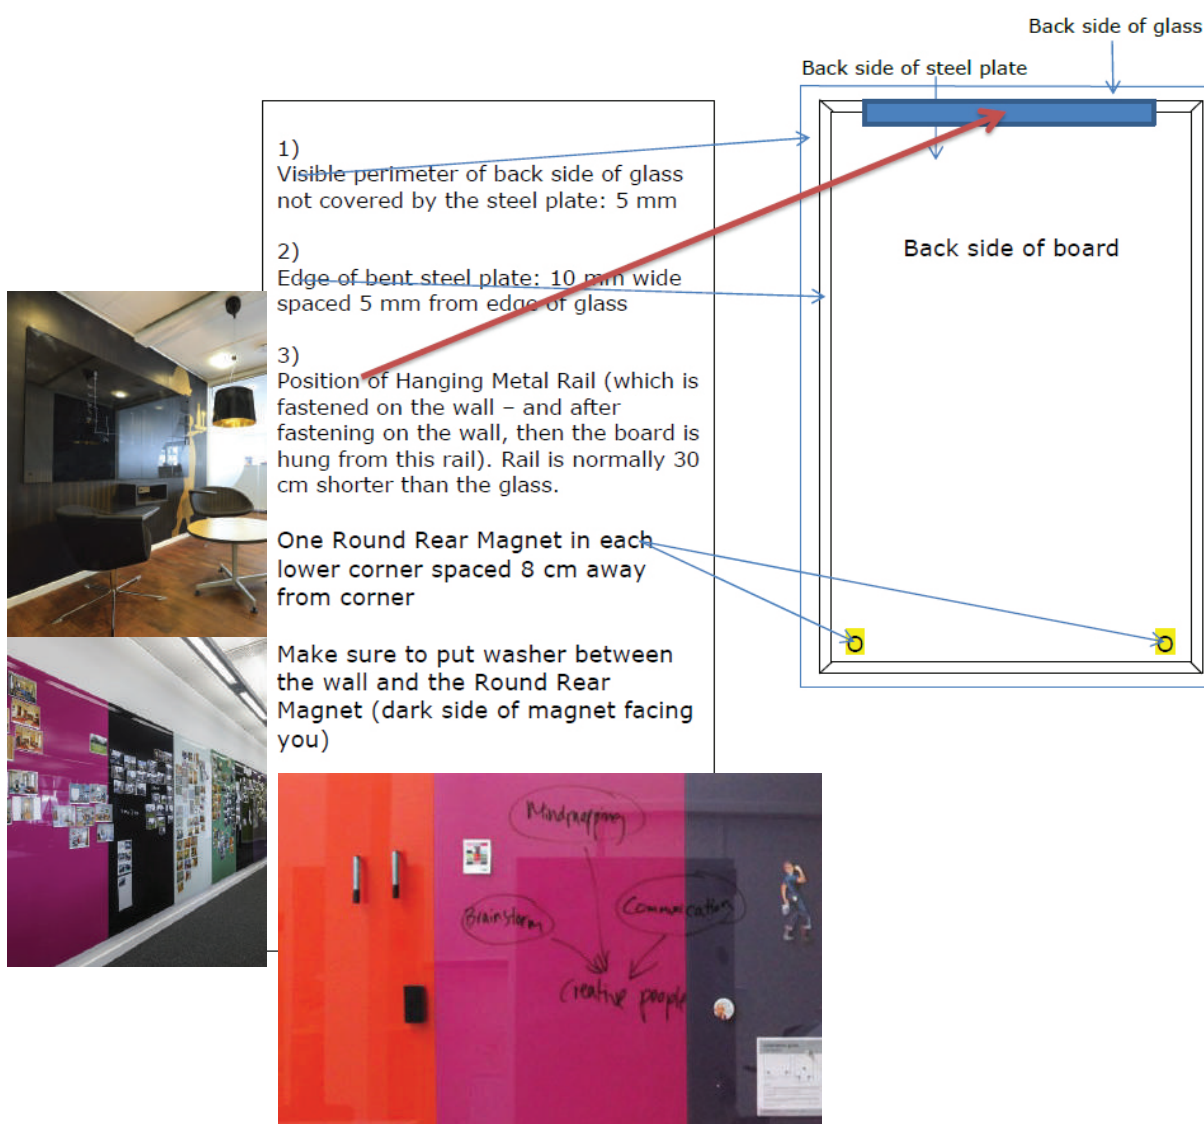 Back side of glass
Back side of steel plate
1)
Visible perimeter of back side of glass
not covered by the steel plate: 5 mm
2)
Edge of bent steel plate: 10 mm wide
spaced 5 mm from edge of glass
3)
Position of Hanging Metal Rail (which is
fastened on the wall – and after
fastening on the wall, then the board is
hung from this rail). Rail is normally 30
cm shorter than the glass.
One Round Rear Magnet in each
lower corner spaced 8 cm away
from corner
Make sure to put washer between
the wall and the Round Rear
Magnet (dark side of magnet facing
you)
Back side of board
Mindmapping
Brainstorm
Communication
Creative people